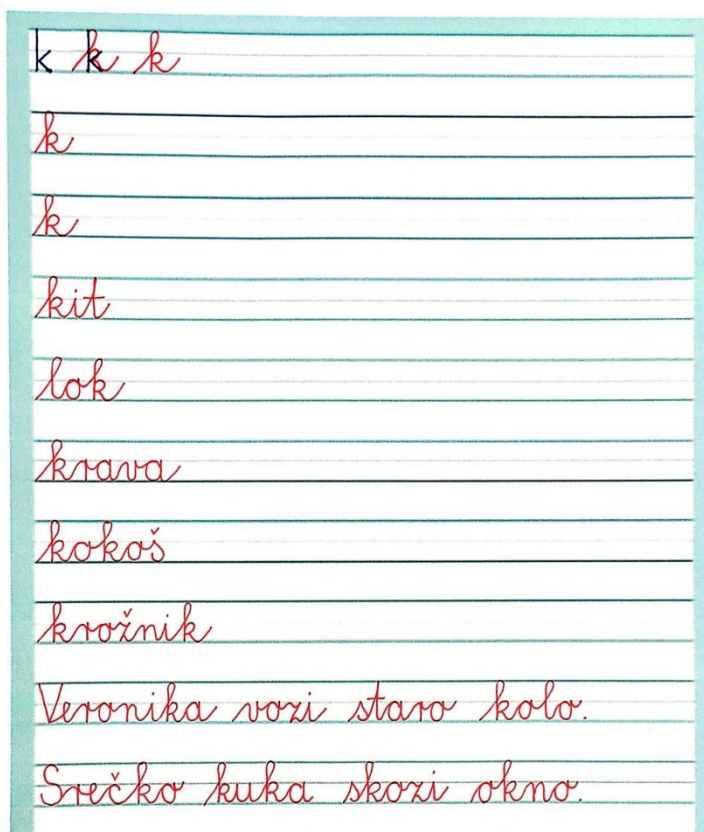 k k k
k
k
kit
lok
krava
kokoš
krožnik
Veronika vozi staro kolo.
Srečko kuka skozi okno.